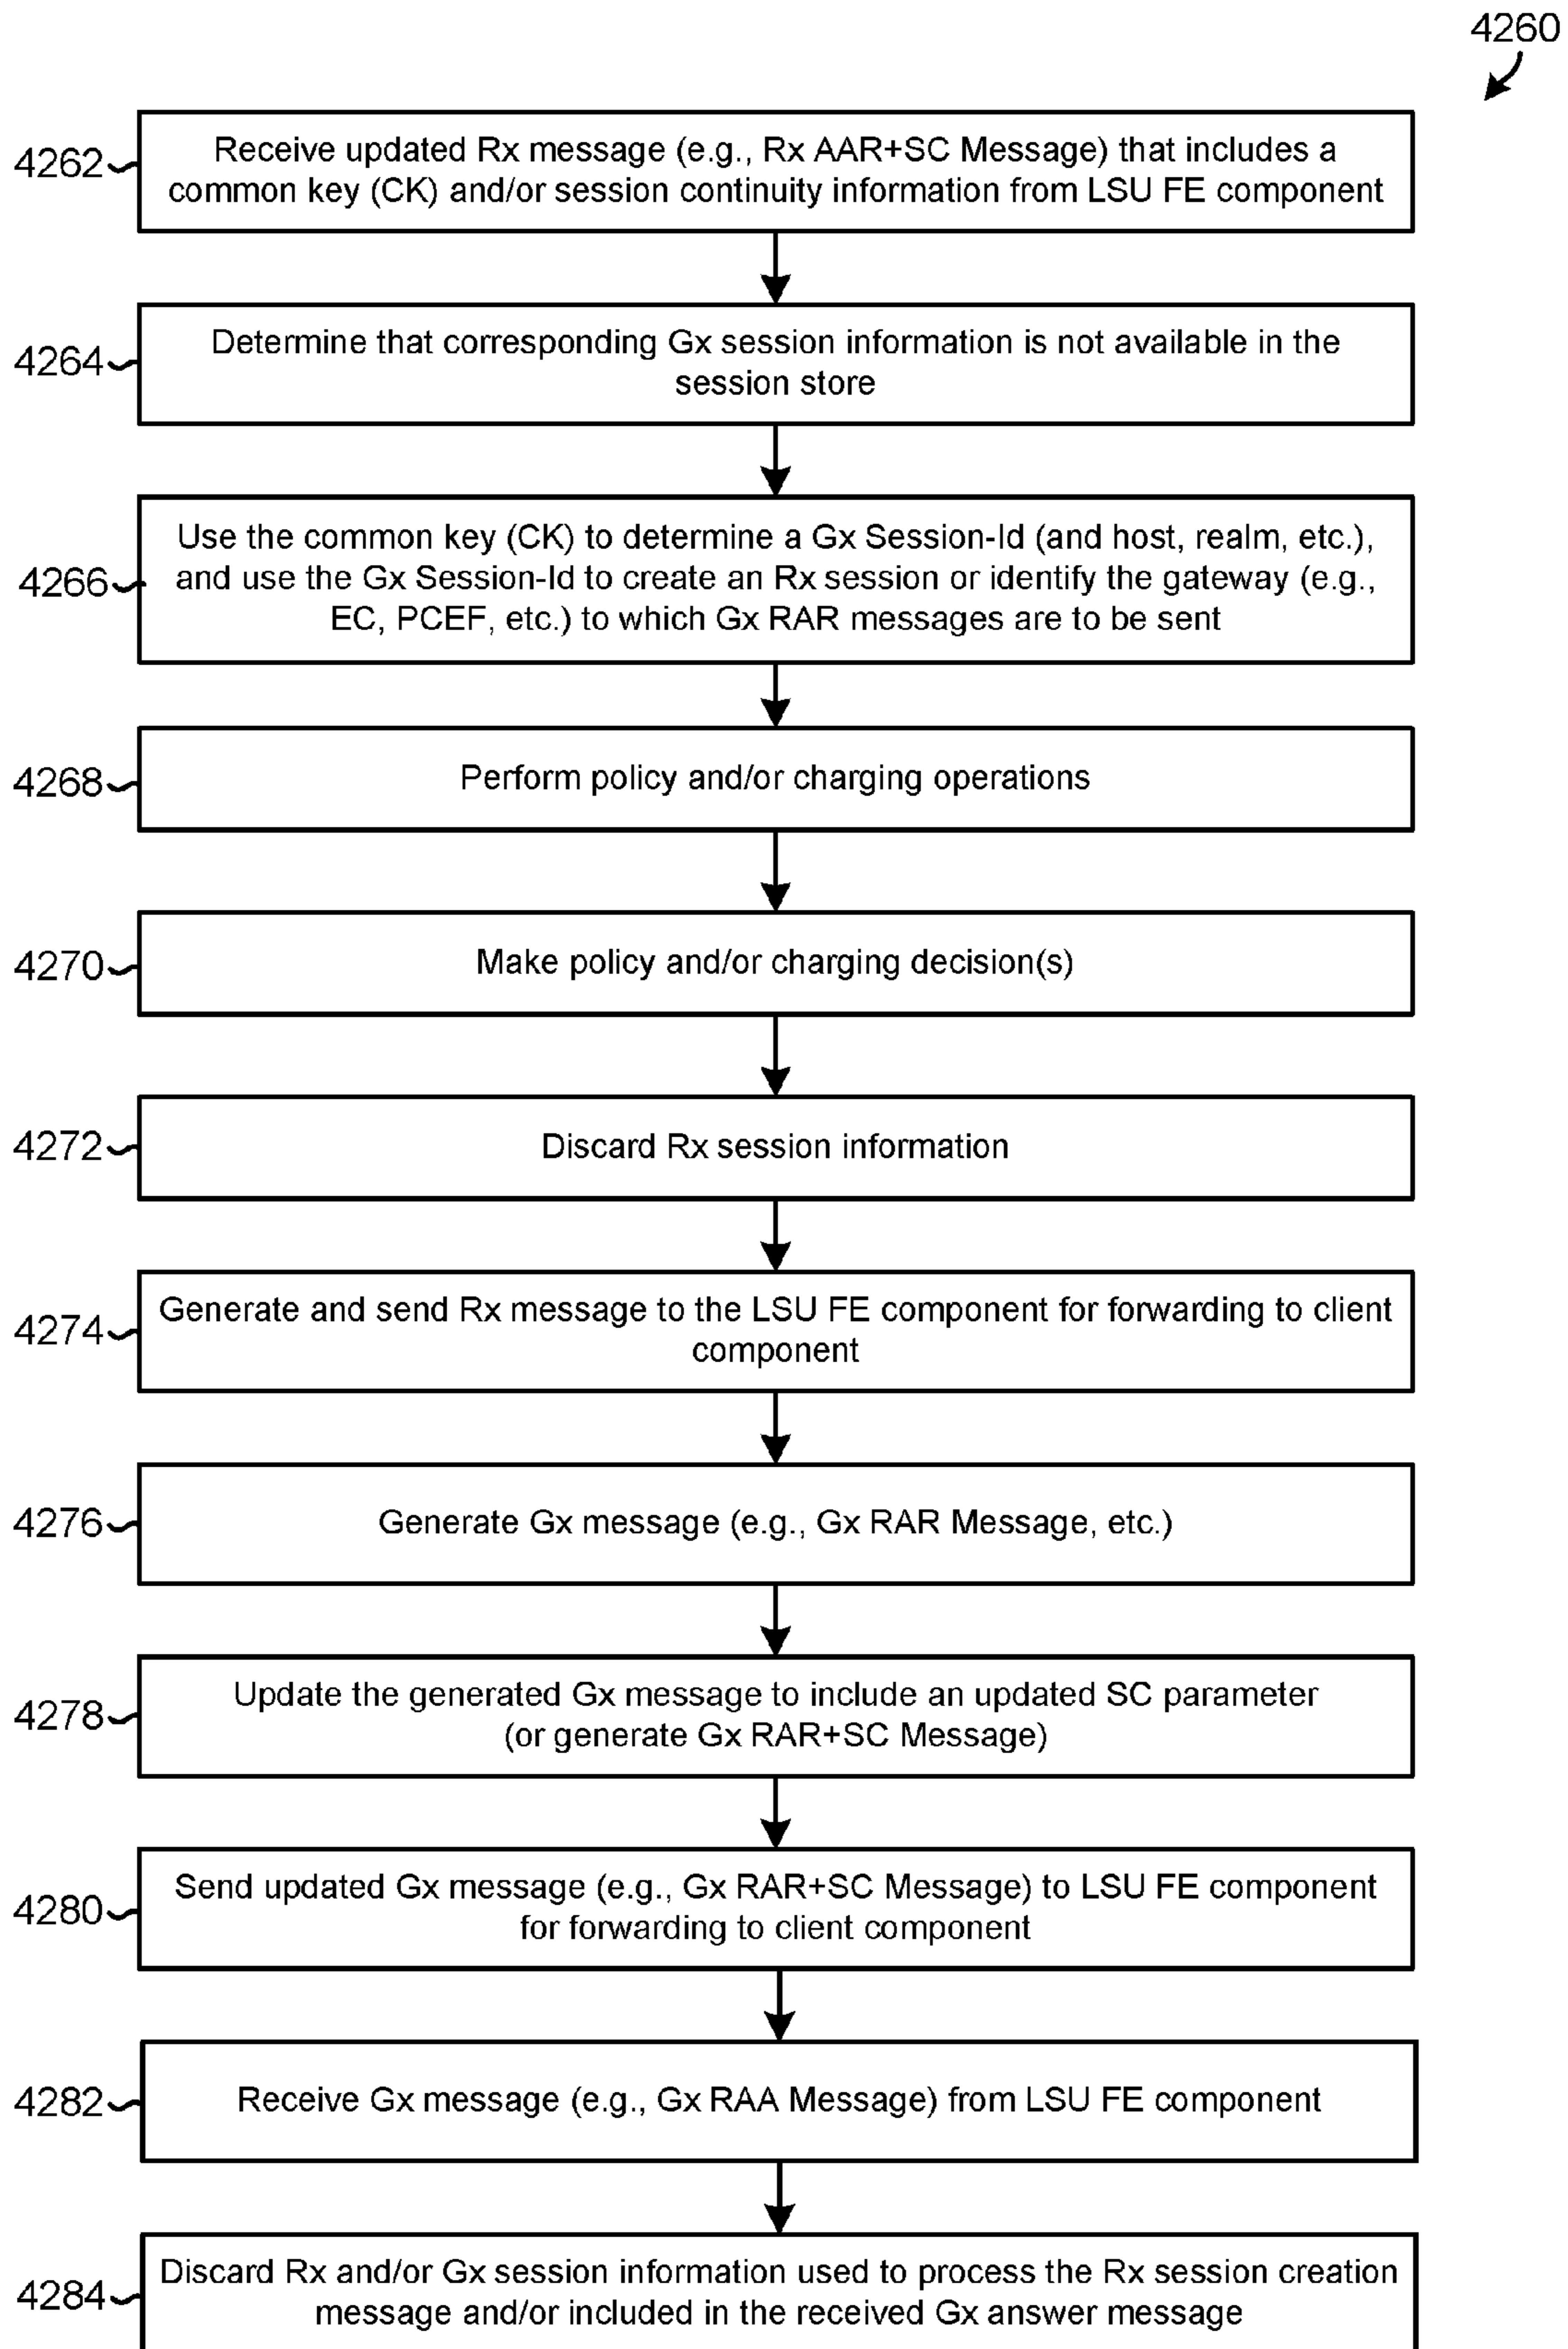 4260
4262
Receive updated Rx message (e.g., Rx AAR+SC Message) that includes a
common key (CK) and/or session continuity information from LSU FE component
4264
Determine that corresponding Gx session information is not available in the
session store
4266
Use the common key (CK) to determine a Gx Session-Id (and host, realm, etc.),
and use the Gx Session-Id to create an Rx session or identify the gateway (e.g.,
EC, PCEF, etc.) to which Gx RAR messages are to be sent
4268
Perform policy and/or charging operations
4270
Make policy and/or charging decision(s)
4272
Discard Rx session information
4274
Generate and send Rx message to the LSU FE component for forwarding to client
component
4276
Generate Gx message (e.g., Gx RAR Message, etc.)
4278
Update the generated Gx message to include an updated SC parameter
(or generate Gx RAR+SC Message)
4280
Send updated Gx message (e.g., Gx RAR+SC Message) to LSU FE component
for forwarding to client component
4282
Receive Gx message (e.g., Gx RAA Message) from LSU FE component
4284
Discard Rx and/or Gx session information used to process the Rx session creation
message and/or included in the received Gx answer message